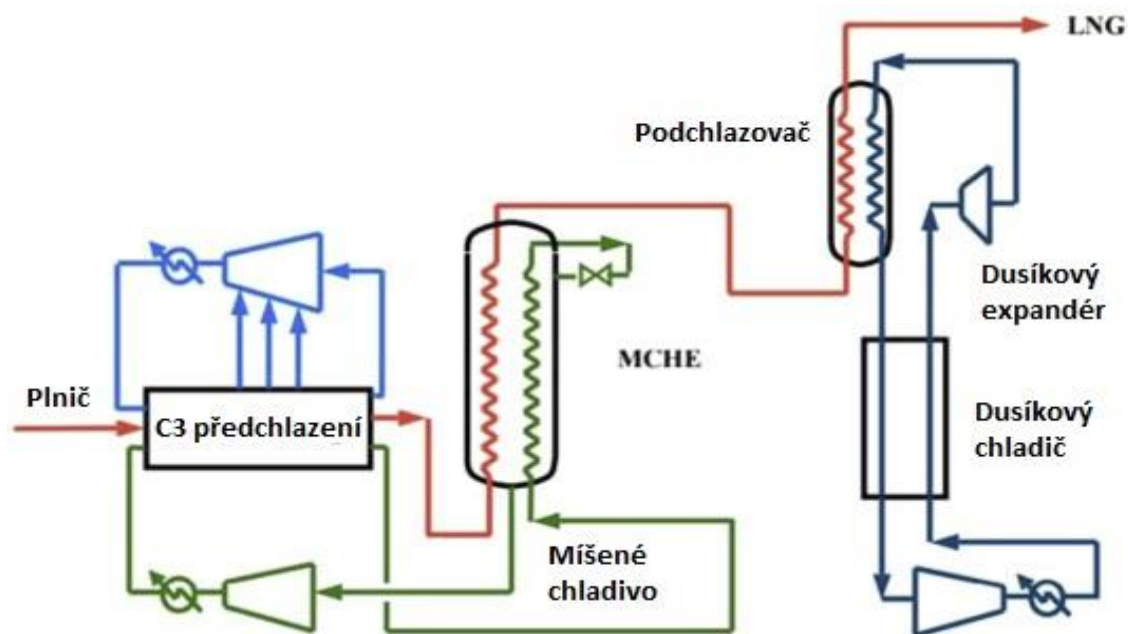 LNG
Podchlazovač
Dusíkový
expandér
MCHE
Plnič
C3 předchlazení
Dusíkový
chladič
Míšené
chladivo